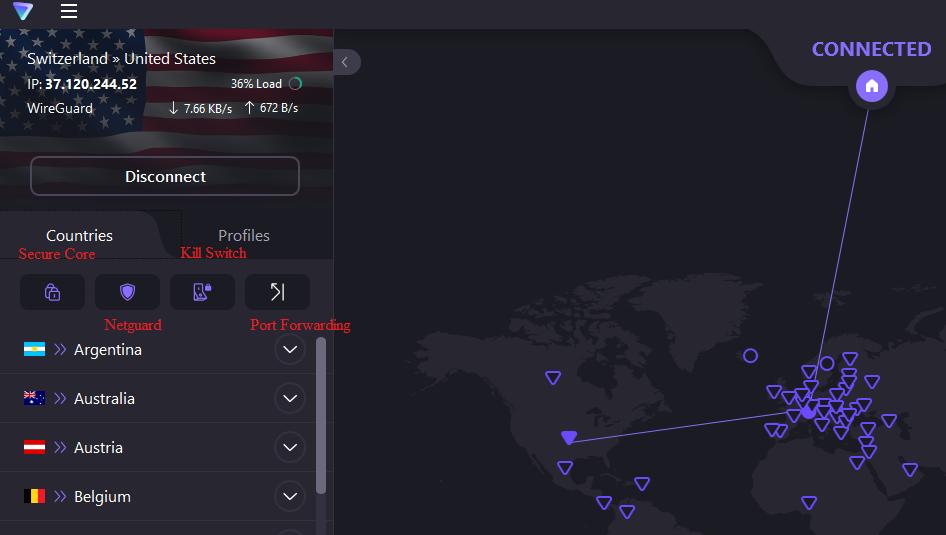 Switzerland » United States
IP: 37.120.244.52 36% Load
WireGuard 7.66 KB/s 672 B/s
CONNECTED
Disconnect
Countries Profiles
Secure Core Kill Switch
Netguard Port Forwarding
Argentina
Australia
Austria
Belgium